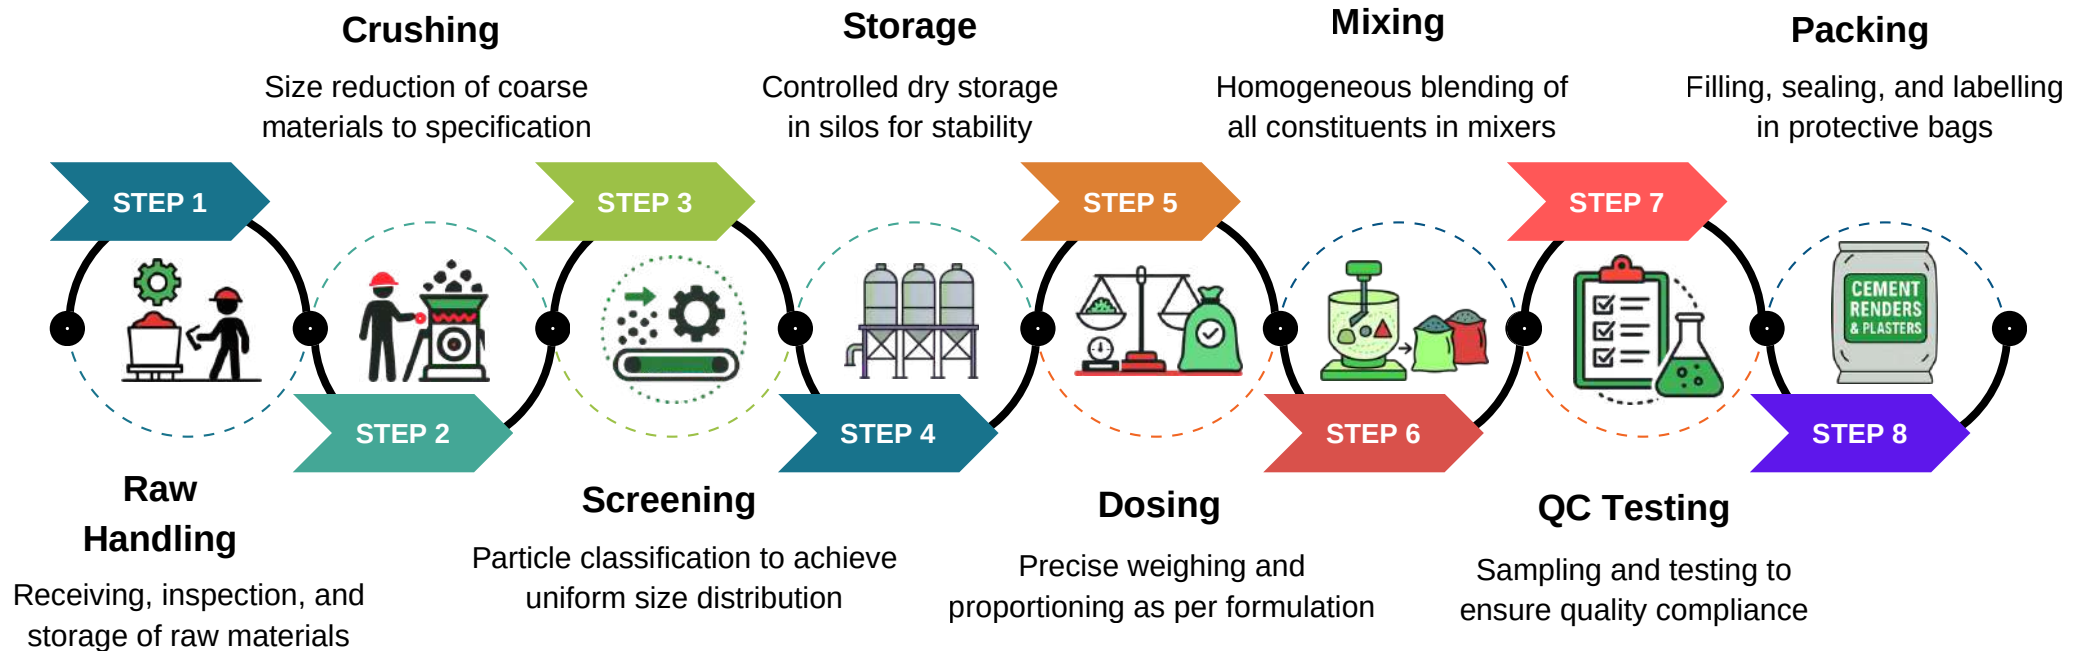 STEP 1
Raw
Handling
Receiving, inspection, and
storage of raw materials
Crushing
Size reduction of coarse
materials to specification
STEP 2
STEP 3
Screening
Particle classification to achieve
uniform size distribution
Storage
Controlled dry storage
in silos for stability
STEP 4
STEP 5
Dosing
Precise weighing and
proportioning as per formulation
Mixing
Homogeneous blending of
all constituents in mixers
STEP 6
STEP 7
QC Testing
Sampling and testing to
ensure quality compliance
Packing
Filling, sealing, and labelling
in protective bags
CEMENT
RENDERS
& PLASTERS
STEP 8